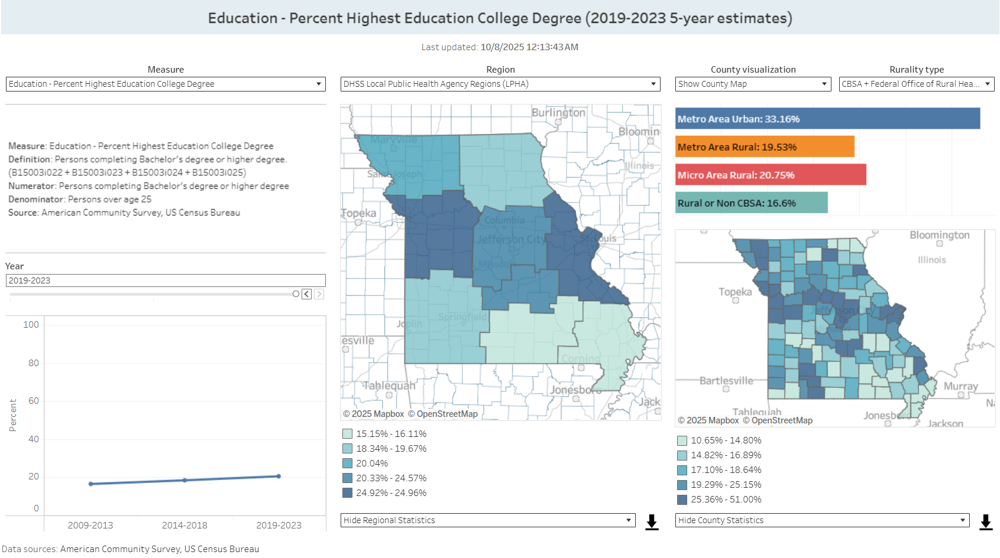 Education - Percent Highest Education College Degree (2019-2023 5-year estimates)
Last updated: 10/8/2025 12:13:43 AM
Measure
Education - Percent Highest Education College Degree
Measure: Education - Percent Highest Education College Degree
Definition: Persons completing Bachelor's degree or higher degree.
(B15003i022 + B15003i023 + B15003i024 + B15003i025)
Numerator: Persons completing Bachelor's degree or higher degree
Denominator: Persons over age 25
Source: American Community Survey, US Census Bureau
Year
2019-2023
100
80
60
40
20
0
Percent
2009-2013
2014-2018
2019-2023
Region
DHSS Local Public Health Agency Regions (LPHA)
Burlington
Bloomin
Maryville
Illinois
Saint Joseph
Topeka
Columbia
Jefferson City
St. Louis
Missouri
Springfield
Joplin
esville
Corning
Tahlequah
Jonesboro
Jack
© 2025 Mapbox © OpenStreetMap
15.15% - 16.11%
18.34% - 19.67%
20.04%
20.33% - 24.57%
24.92% - 24.96%
Hide Regional Statistics
County visualization
Show County Map
Rurality type
CBSA + Federal Office of Rural Hea...
Metro Area Urban: 33.16%
Metro Area Rural: 19.53%
Micro Area Rural: 20.75%
Rural or Non CBSA: 16.6%
Bloomington
Illinois
Topeka
Jefferson City
Missouri
Bartlesville
Murray
Na
Tahlequah
Jonesboro
Jackson
© 2025 Mapbox © OpenStreetMap
10.65% - 14.80%
14.82% - 16.89%
17.10% - 18.64%
19.29% - 25.15%
25.36% - 51.00%
Hide County Statistics
Data sources: American Community Survey, US Census Bureau